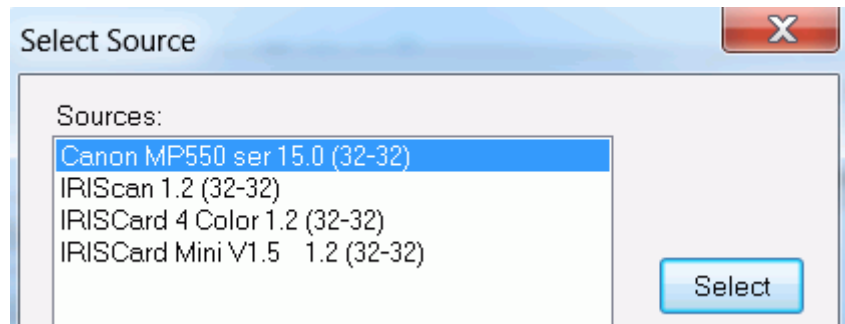 Select Source
Sources:
Canon MP550 ser 15.0 (32-32)
IRIScan 1.2 (32-32)
IRISCard 4 Color 1.2 (32-32)
IRISCard Mini V1.5   1.2 (32-32)
Select